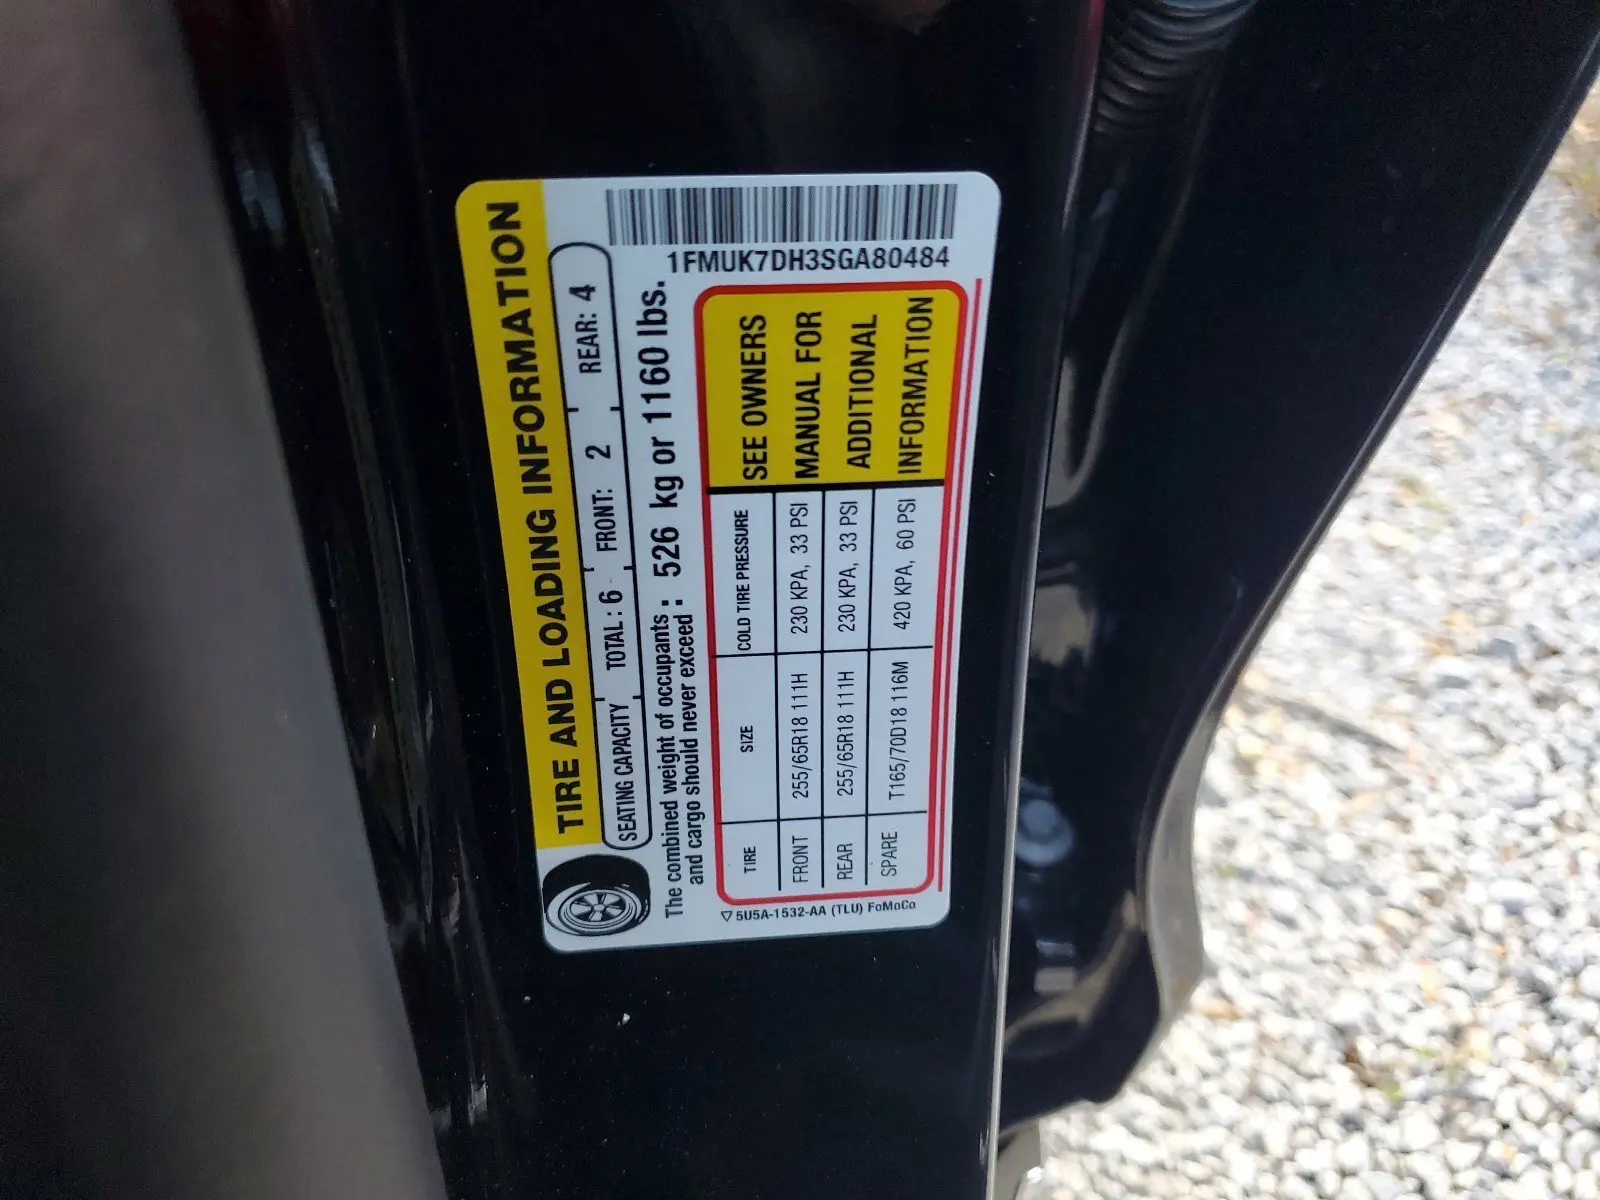 1FMUK7DH3SGA80484
TIRE AND LOADING INFORMATION
SEATING CAPACITY TOTAL : 6 FRONT: 2 REAR: 4
The combined weight of occupants and cargo should never exceed : 526 kg or 1160 lbs.
TIRE SIZE COLD TIRE PRESSURE
FRONT 255/65R18 111H 230 KPA, 33 PSI
REAR 255/65R18 111H 230 KPA, 33 PSI
SPARE T165/70D18 116M 420 KPA, 60 PSI
SEE OWNERS
MANUAL FOR
ADDITIONAL
INFORMATION
5U5A-1532-AA (TLU) FoMoCo